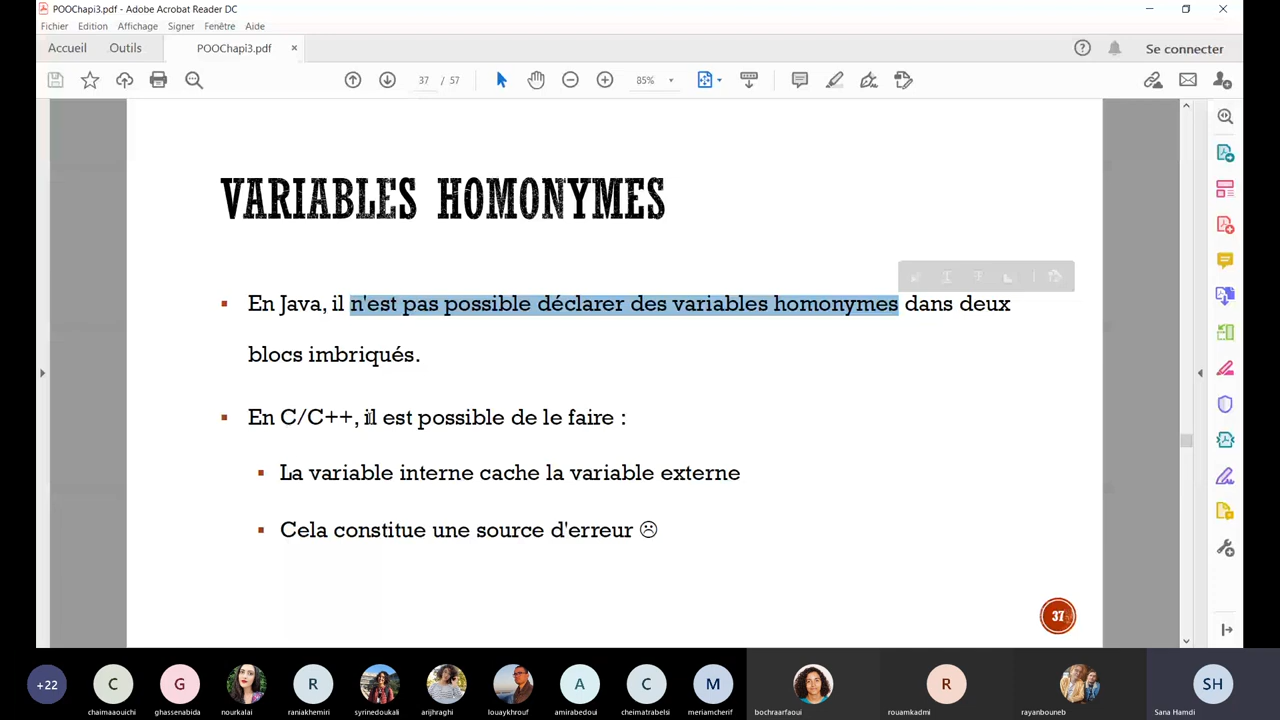 POOChapi3.pdf - Adobe Acrobat Reader DC
Fichier Edition Affichage Signer Fenêtre Aide
Accueil Outils POOChapi3.pdf × Se connecter
37 / 57 85%
VARIABLES HOMONYMES
▪ En Java, il n'est pas possible déclarer des variables homonymes dans deux
blocs imbriqués.
▪ En C/C++, il est possible de le faire :
▪ La variable interne cache la variable externe
▪ Cela constitue une source d'erreur ☹
37
+22 C G R A C M R SH
chaimaaouichi ghassenabida nourkalai raniakhemiri syrinedoukali arijhraghi louaykhrouf amirabedoui cheimatrabelsi meriamcherif bochraarfaoui rouamkadmi rayanbouneb Sana Hamdi